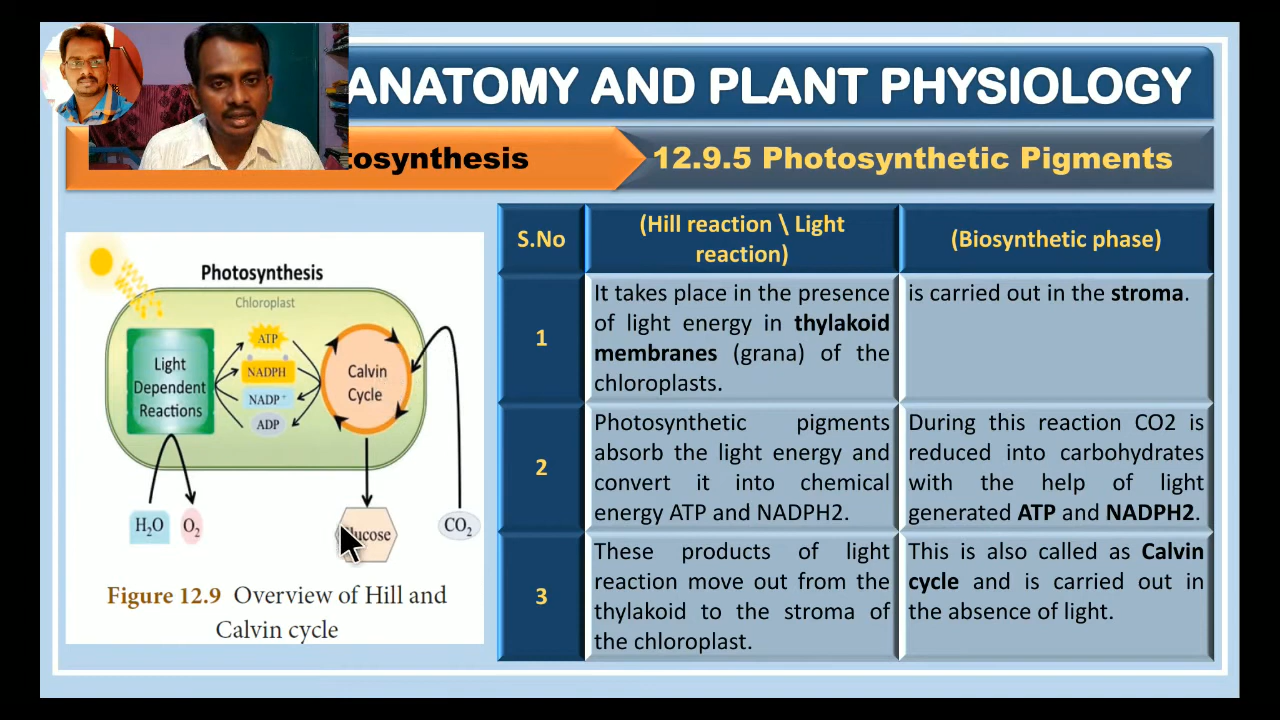 ANATOMY AND PLANT PHYSIOLOGY
tosynthesis
12.9.5 Photosynthetic Pigments
Photosynthesis
Chloroplast
Light
Dependent
Reactions
ATP
NADPH
NADP+
ADP
Calvin
Cycle
H2O
O2
CO2
Figure 12.9 Overview of Hill and
Calvin cycle
S.No
(Hill reaction \ Light
reaction)
(Biosynthetic phase)
1
It takes place in the presence
of light energy in thylakoid
membranes (grana) of the
chloroplasts.
is carried out in the stroma.
2
Photosynthetic pigments
absorb the light energy and
convert it into chemical
energy ATP and NADPH2.
During this reaction CO2 is
reduced into carbohydrates
with the help of light
generated ATP and NADPH2.
3
These products of light
reaction move out from the
thylakoid to the stroma of
the chloroplast.
This is also called as Calvin
cycle and is carried out in
the absence of light.